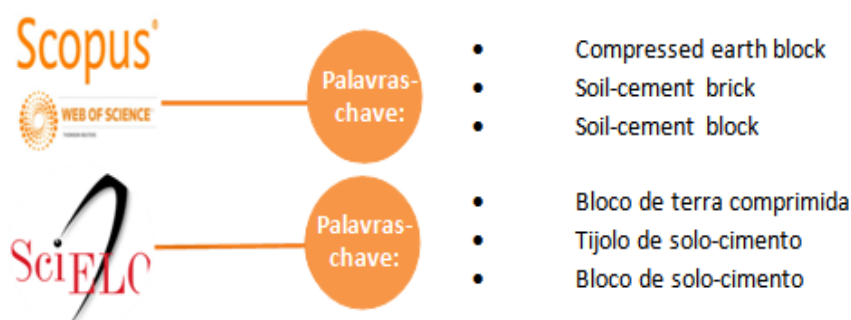 Scopus®
WEB OF SCIENCE
Palavras-
chave:
• Compressed earth block
• Soil-cement brick
• Soil-cement block
SciELO
Palavras-
chave:
• Bloco de terra comprimida
• Tijolo de solo-cimento
• Bloco de solo-cimento